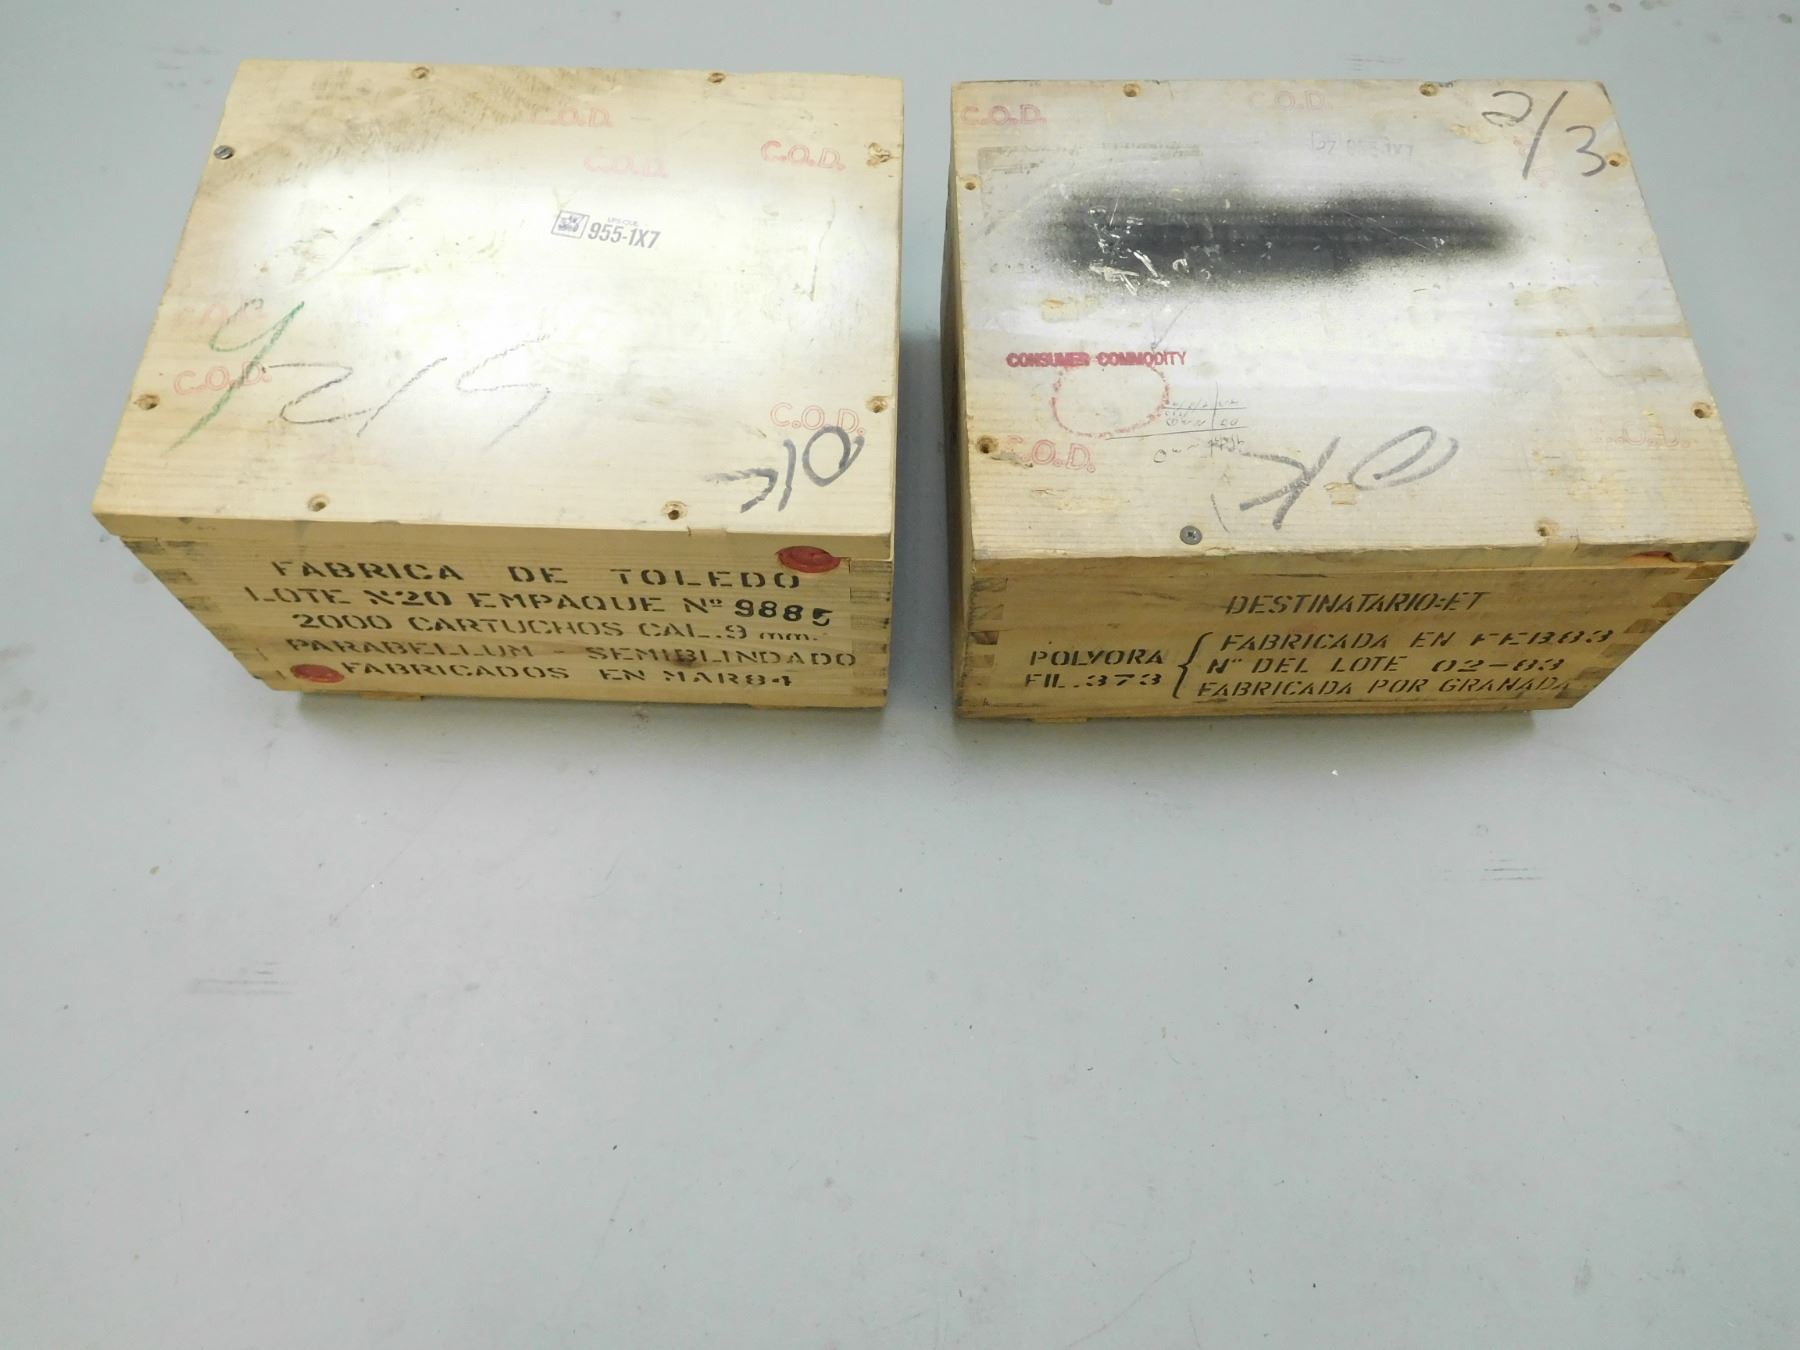 C.O.D.
C.O.D.
C.O.D.
955-1X7
C.O.D.
C.O.D.
C.O.D.
OK
FABRICA DE TOLEDO
LOTE N20 EMPAQUE Nº 9885
2000 CARTUCHOS CAL. 9 mm.
PARABELLUM - SEMIBLINDADO
FABRICADOS EN MAR84
C.O.D.
C.O.D.
2/3
CONSUMER COMMODITY
C.O.D.
OK
DESTINATARIO:ET
POLVORA
FIL.373
FABRICADA EN FEB83
Nº DEL LOTE 02-83
FABRICADA POR GRANADA